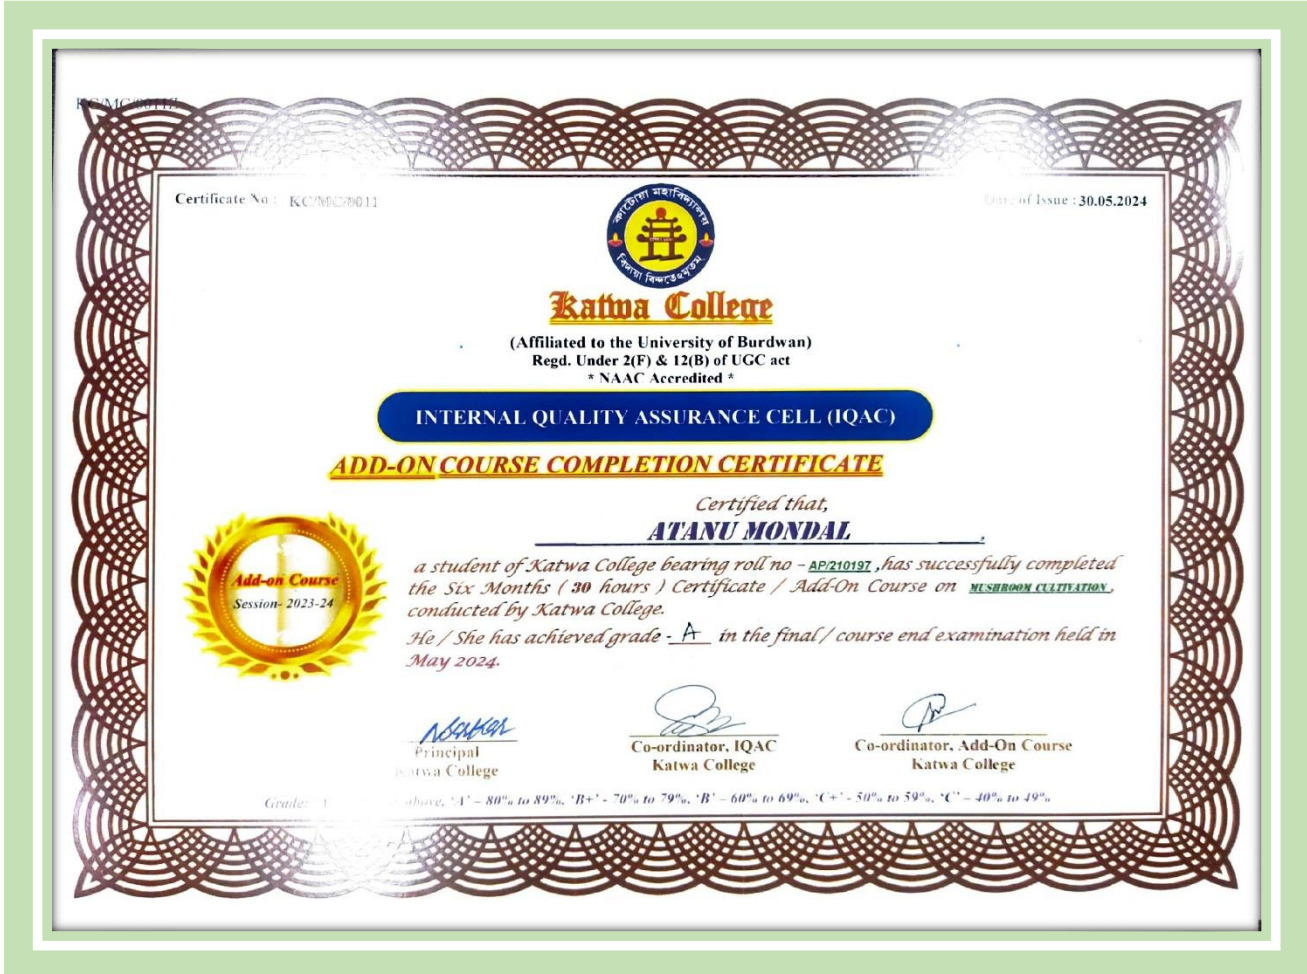 Certificate No : KC/MC/0011
Date of Issue : 30.05.2024
কাটোয়া মহাবিদ্যালয়
Katwa College
(Affiliated to the University of Burdwan)
Regd. Under 2(F) & 12(B) of UGC act
* NAAC Accredited *
INTERNAL QUALITY ASSURANCE CELL (IQAC)
ADD-ON COURSE COMPLETION CERTIFICATE
Certified that,
ATANU MONDAL .
a student of Katwa College bearing roll no – AP/210197 , has successfully completed
the Six Months ( 30 hours ) Certificate / Add-On Course on MUSHROOM CULTIVATION ,
conducted by Katwa College.
He / She has achieved grade - A in the final / course end examination held in
May 2024.
Add-on Course
Session- 2023-24
Principal
Katwa College
Co-ordinator, IQAC
Katwa College
Co-ordinator, Add-On Course
Katwa College
Grade: above, ‘A’ – 80% to 89%, ‘B+’ - 70% to 79%, ‘B’ – 60% to 69%, ‘C+’ - 50% to 59%, ‘C’ – 40% to 49%